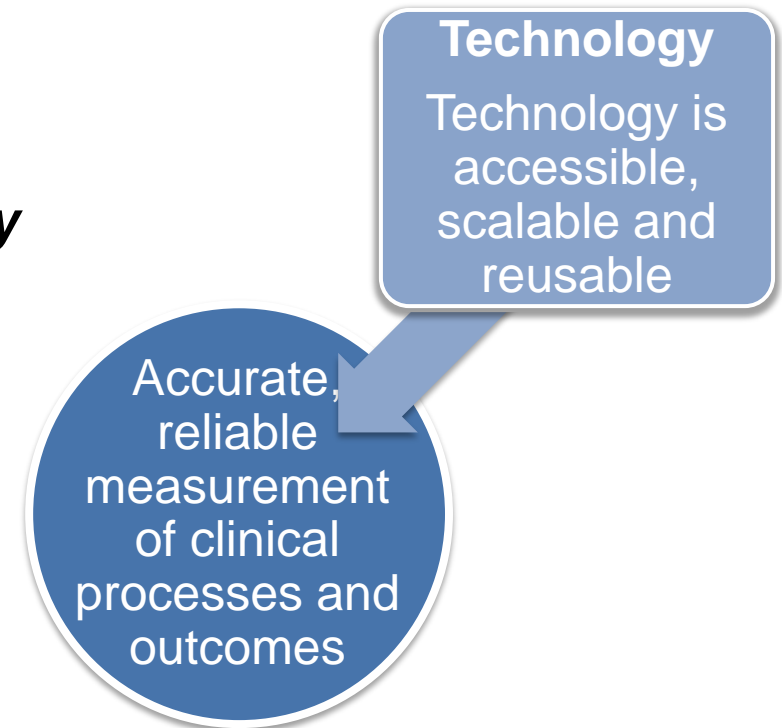 Technology
Technology is
accessible,
scalable and
reusable
y
Accurate,
reliable
measurement
of clinical
processes and
outcomes